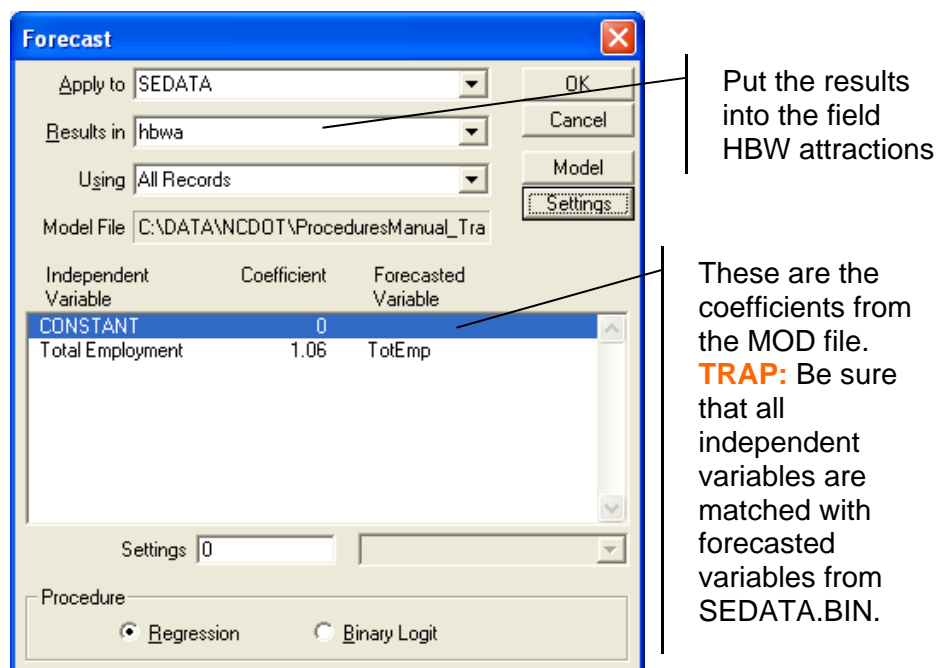 Forecast
Apply to SEDATA
OK
Results in hbwa
Cancel
Using All Records
Model
Settings
Model File C:\DATA\NCDOT\ProceduresManual_Tra
Independent Variable Coefficient Forecasted Variable
CONSTANT 0
Total Employment 1.06 TotEmp
Settings 0
Procedure
Regression Binary Logit
Put the results
into the field
HBW attractions
These are the
coefficients from
the MOD file.
TRAP: Be sure
that all
independent
variables are
matched with
forecasted
variables from
SEDATA.BIN.